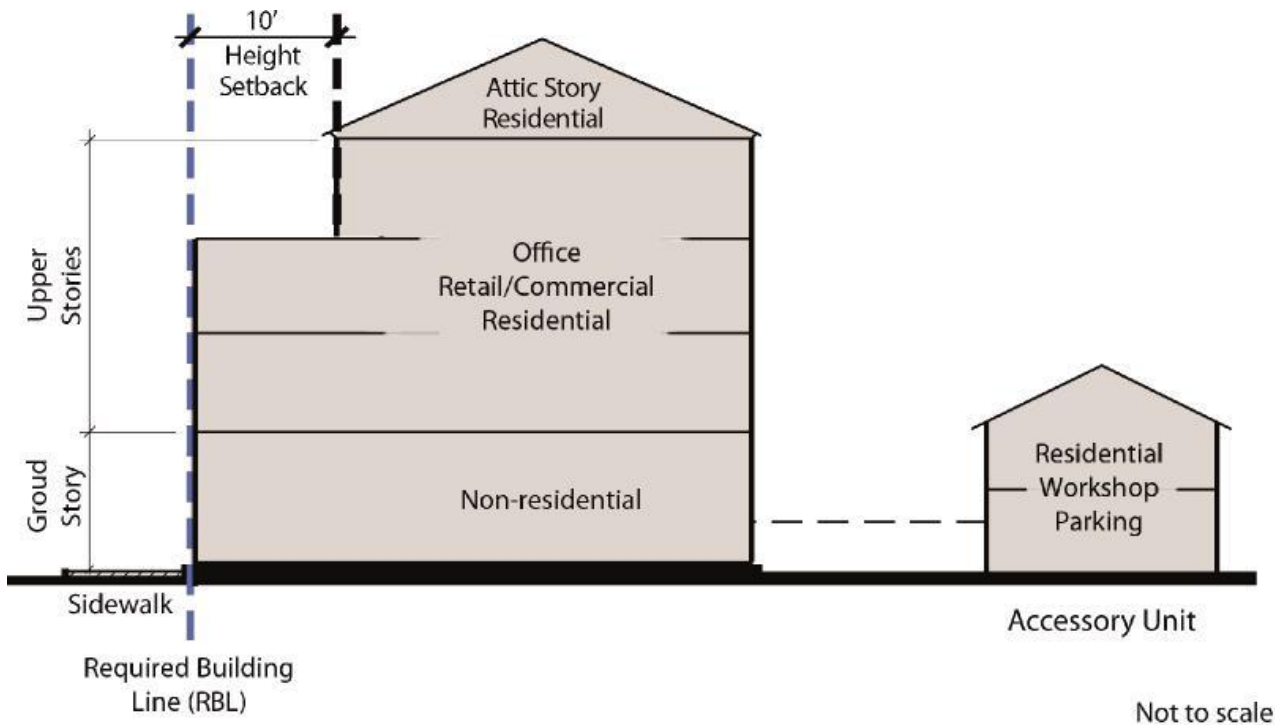 10’
Height
Setback
Attic Story
Residential
Upper
Stories
Office
Retail/Commercial
Residential
Groud
Story
Non-residential
Residential
Workshop
Parking
Sidewalk
Accessory Unit
Required Building
Line (RBL)
Not to scale